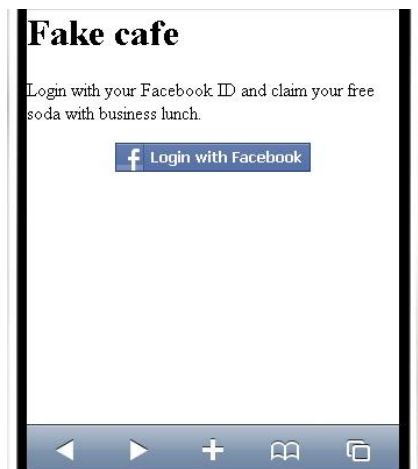 Fake cafe
Login with your Facebook ID and claim your free
soda with business lunch.
f Login with Facebook